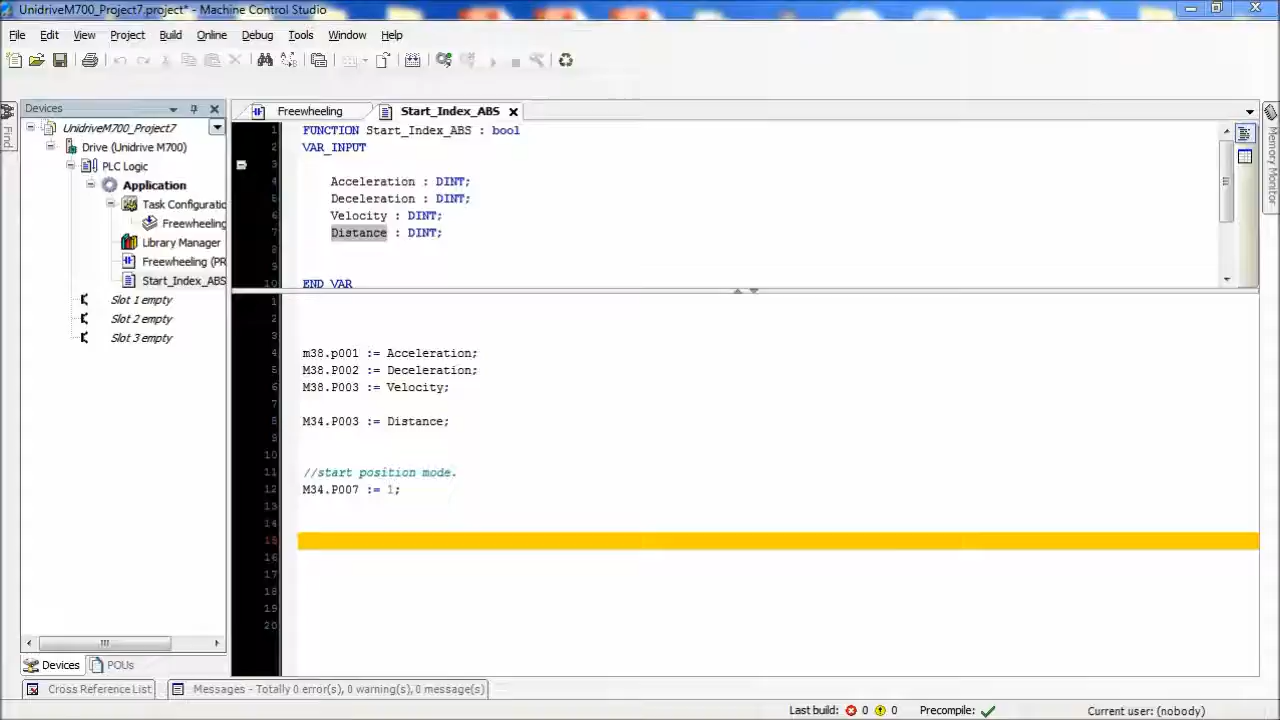 UnidriveM700_Project7.project* - Machine Control Studio
File Edit View Project Build Online Debug Tools Window Help
Devices
UnidriveM700_Project7
Drive (Unidrive M700)
PLC Logic
Application
Task Configuratio
Freewheeling
Library Manager
Freewheeling (PR
Start_Index_ABS
Slot 1 empty
Slot 2 empty
Slot 3 empty
Devices POUs
Find
Freewheeling Start_Index_ABS
1 FUNCTION Start_Index_ABS : bool
2 VAR_INPUT
3
4 Acceleration : DINT;
5 Deceleration : DINT;
6 Velocity : DINT;
7 Distance : DINT;
8
9
10 END_VAR
1
2
3
4 m38.p001 := Acceleration;
5 M38.P002 := Deceleration;
6 M38.P003 := Velocity;
7
8 M34.P003 := Distance;
9
10
11 //start position mode.
12 M34.P007 := 1;
13
14
15
16
17
18
19
20
Memory Monitor
Cross Reference List Messages - Totally 0 error(s), 0 warning(s), 0 message(s)
Last build: 0 0 Precompile: Current user: (nobody)